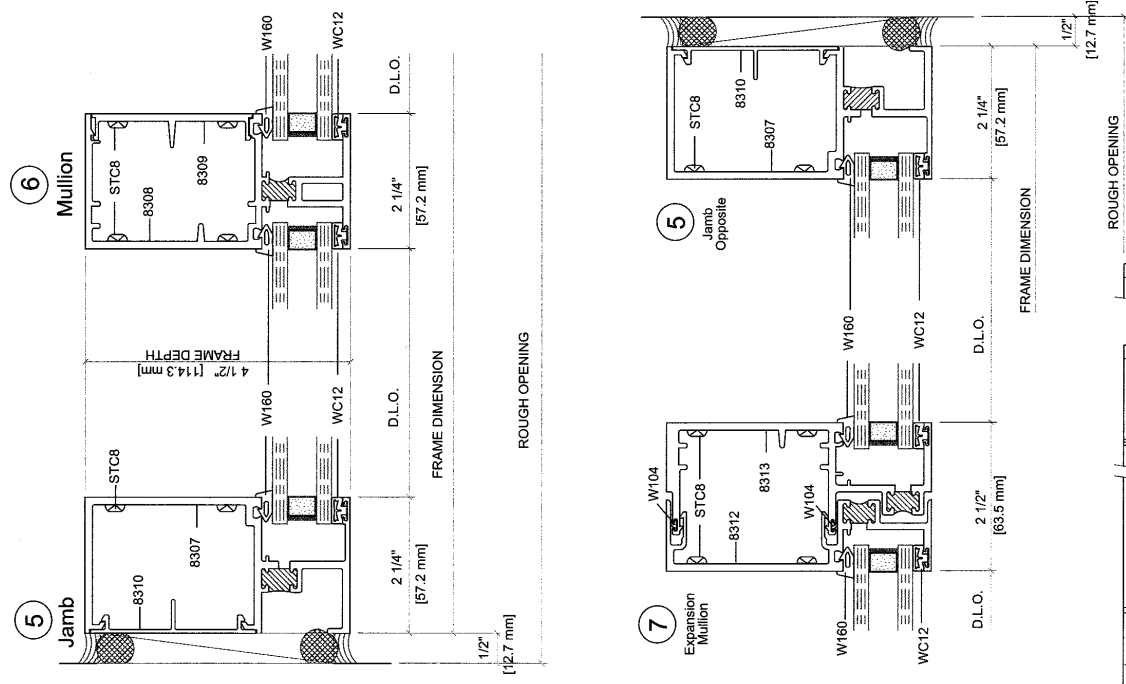 6
Mullion
W160
WC12
STC8
8308
8309
D.L.O.
2 1/4"
[57.2 mm]
FRAME DEPTH
4 1/2" [114.3 mm]
5
Jamb
STC8
W160
WC12
8310
8307
D.L.O.
2 1/4"
[57.2 mm]
1/2"
[12.7 mm]
FRAME DIMENSION
ROUGH OPENING
5
Jamb
Opposite
STC8
8310
8307
1/2"
[12.7 mm]
2 1/4"
[57.2 mm]
W160
WC12
D.L.O.
FRAME DIMENSION
ROUGH OPENING
7
Expansion
Mullion
W104
STC8
8312
8313
W104
W160
WC12
2 1/2"
[63.5 mm]
D.L.O.